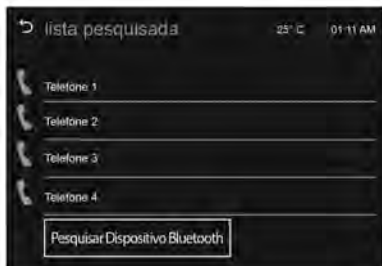 lista pesquisada 25° C 01:11 AM
Telefone 1
Telefone 2
Telefone 3
Telefone 4
Pesquisar Dispositivo Bluetooth